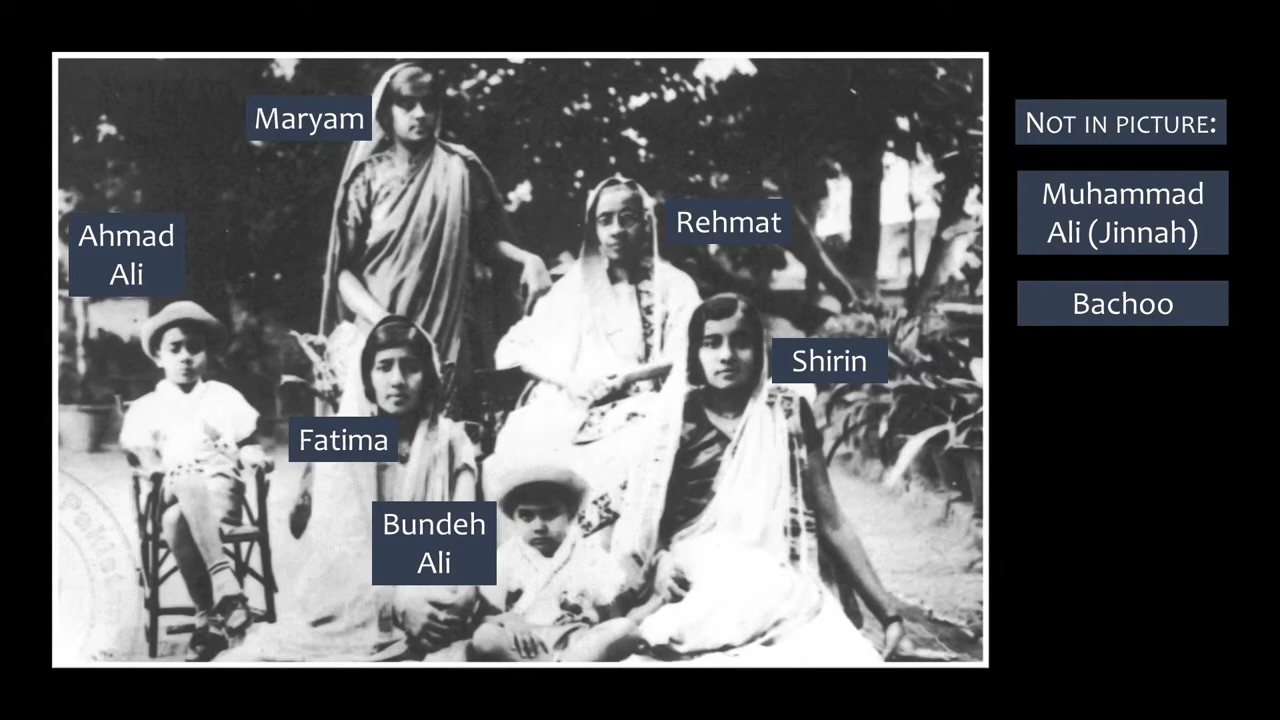 Maryam
Ahmad
Ali
Rehmat
Shirin
Fatima
Bundeh
Ali
NOT IN PICTURE:
Muhammad
Ali (Jinnah)
Bachoo